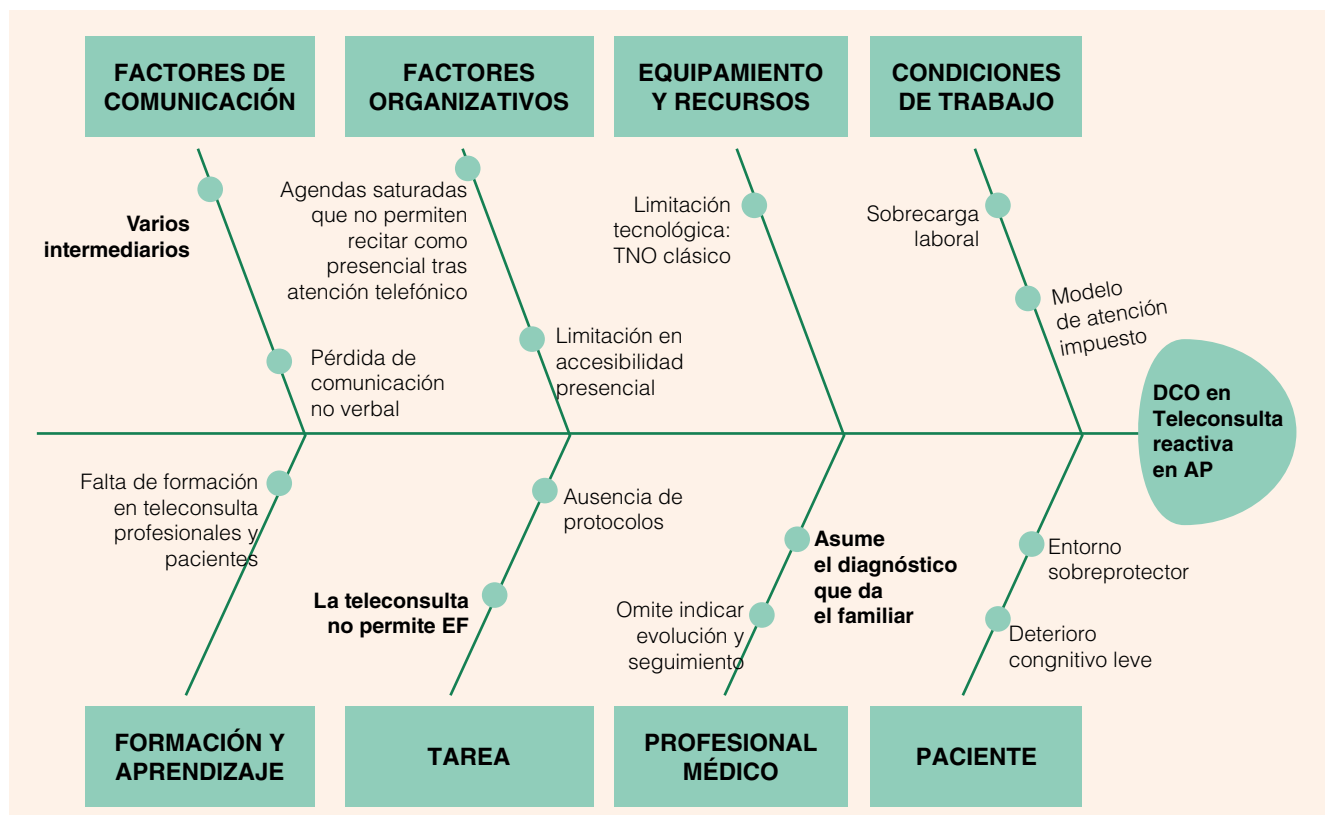 FACTORES DE
COMUNICACIÓN
FACTORES
ORGANIZATIVOS
EQUIPAMIENTO
Y RECURSOS
CONDICIONES
DE TRABAJO
Varios
intermediarios
Pérdida de
comunicación
no verbal
Agendas saturadas
que no permiten
recitar como
presencial tras
atención telefónico
Limitación en
accesibilidad
presencial
Limitación
tecnológica:
TNO clásico
Sobrecarga
laboral
Modelo
de atención
impuesto
DCO en
Teleconsulta
reactiva
en AP
Falta de formación
en teleconsulta
profesionales y
pacientes
Ausencia de
protocolos
La teleconsulta
no permite EF
Asume
el diagnóstico
que da
el familiar
Omite indicar
evolución y
seguimiento
Entorno
sobreprotector
Deterioro
congnitivo leve
FORMACIÓN Y
APRENDIZAJE
TAREA
PROFESIONAL
MÉDICO
PACIENTE